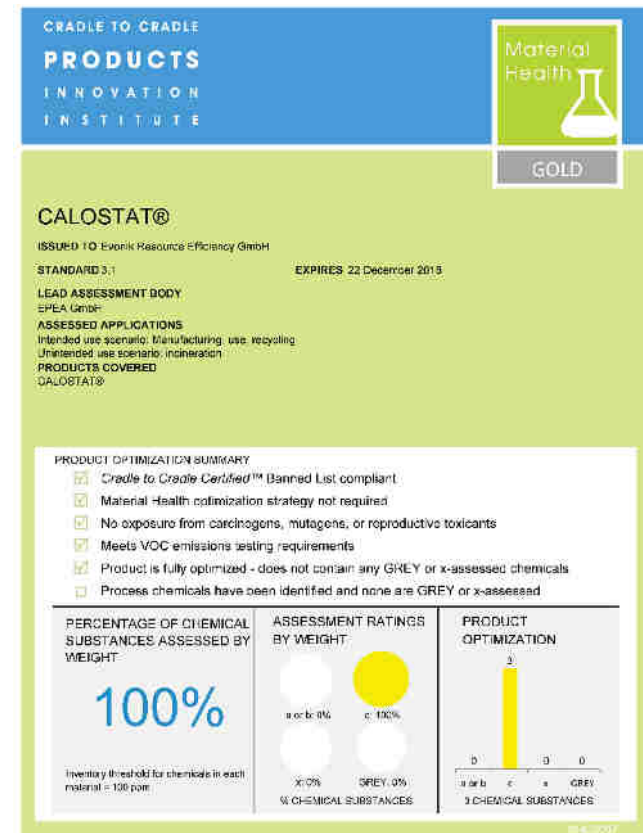 CRADLE TO CRADLE
PRODUCTS
INNOVATION
INSTITUTE
Material
Health
GOLD
CALOSTAT®
ISSUED TO Evonik Resource Efficiency GmbH
STANDARD 3.1
EXPIRES 22 December 2018
LEAD ASSESSMENT BODY
EPEA GmbH
ASSESSED APPLICATIONS
Intended use scenario: Manufacturing, use, recycling
Unintended use scenario: incineration
PRODUCTS COVERED
CALOSTAT®
PRODUCT OPTIMIZATION SUMMARY
Cradle to Cradle Certified™ Banned List compliant
Material Health optimization strategy not required
No exposure from carcinogens, mutagens, or reproductive toxicants
Meets VOC emissions testing requirements
Product is fully optimized - does not contain any GREY or x-assessed chemicals
Process chemicals have been identified and none are GREY or x-assessed
PERCENTAGE OF CHEMICAL
SUBSTANCES ASSESSED BY
WEIGHT
100%
Inventory threshold for chemicals in each
material = 100 ppm
ASSESSMENT RATINGS
BY WEIGHT
a or b: 0%
c: 100%
x: 0%
GREY: 0%
% CHEMICAL SUBSTANCES
PRODUCT
OPTIMIZATION
0
3
0
0
a or b
c
x
GREY
3 CHEMICAL SUBSTANCES